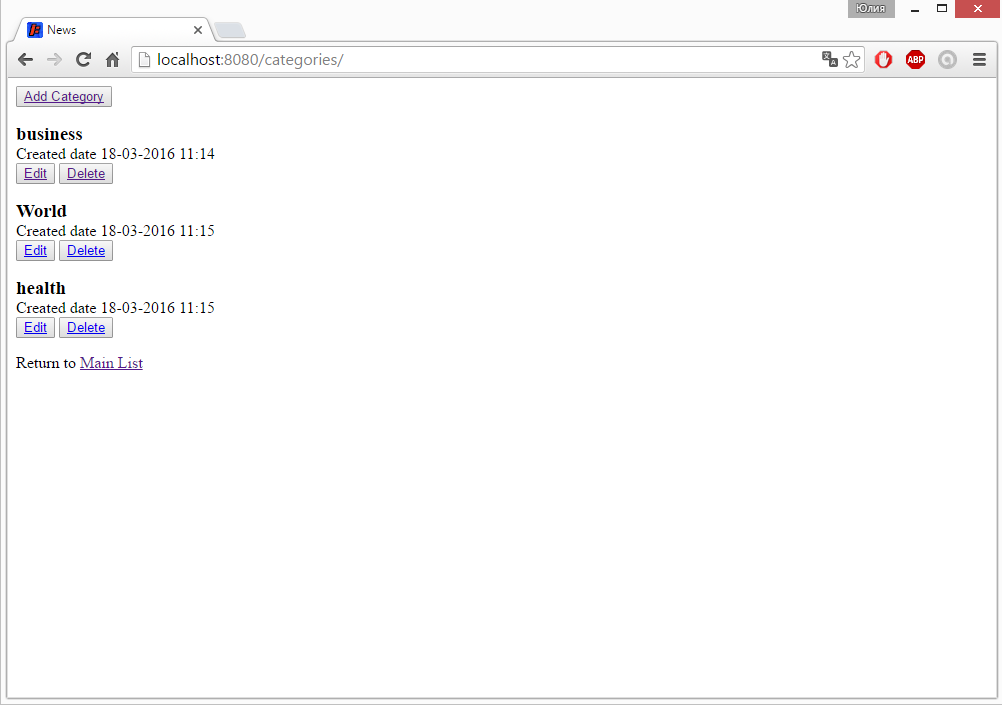 Юлия
News
localhost:8080/categories/
ABP
Add Category
business
Created date 18-03-2016 11:14
Edit Delete
World
Created date 18-03-2016 11:15
Edit Delete
health
Created date 18-03-2016 11:15
Edit Delete
Return to Main List